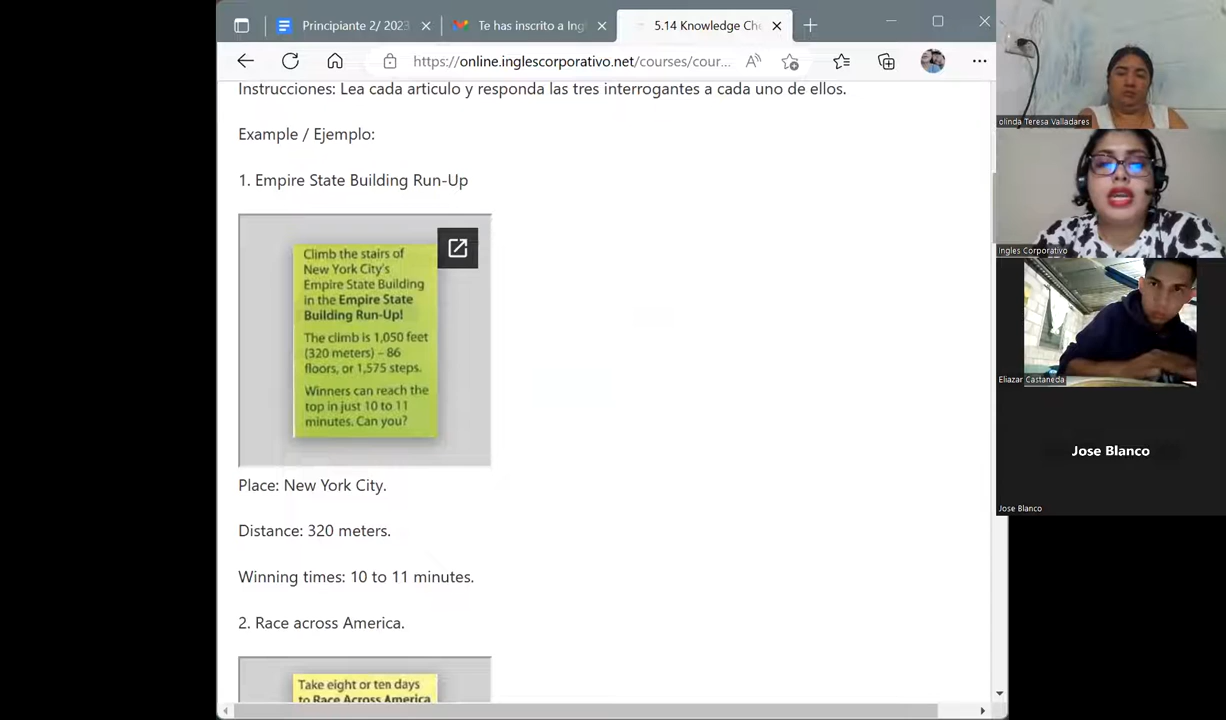 Principiante 2/ 2023
Te has inscrito a Ing
5.14 Knowledge Che
https://online.inglescorporativo.net/courses/cour...
Instrucciones: Lea cada articulo y responda las tres interrogantes a cada uno de ellos.
Example / Ejemplo:
1. Empire State Building Run-Up
Climb the stairs of
New York City's
Empire State Building
in the Empire State
Building Run-Up!
The climb is 1,050 feet
(320 meters) – 86
floors, or 1,575 steps.
Winners can reach the
top in just 10 to 11
minutes. Can you?
Place: New York City.
Distance: 320 meters.
Winning times: 10 to 11 minutes.
2. Race across America.
Take eight or ten days
to Race Across America
olinda Teresa Valladares
Ingles Corporativo
Eliazar Castaneda
Jose Blanco
Jose Blanco